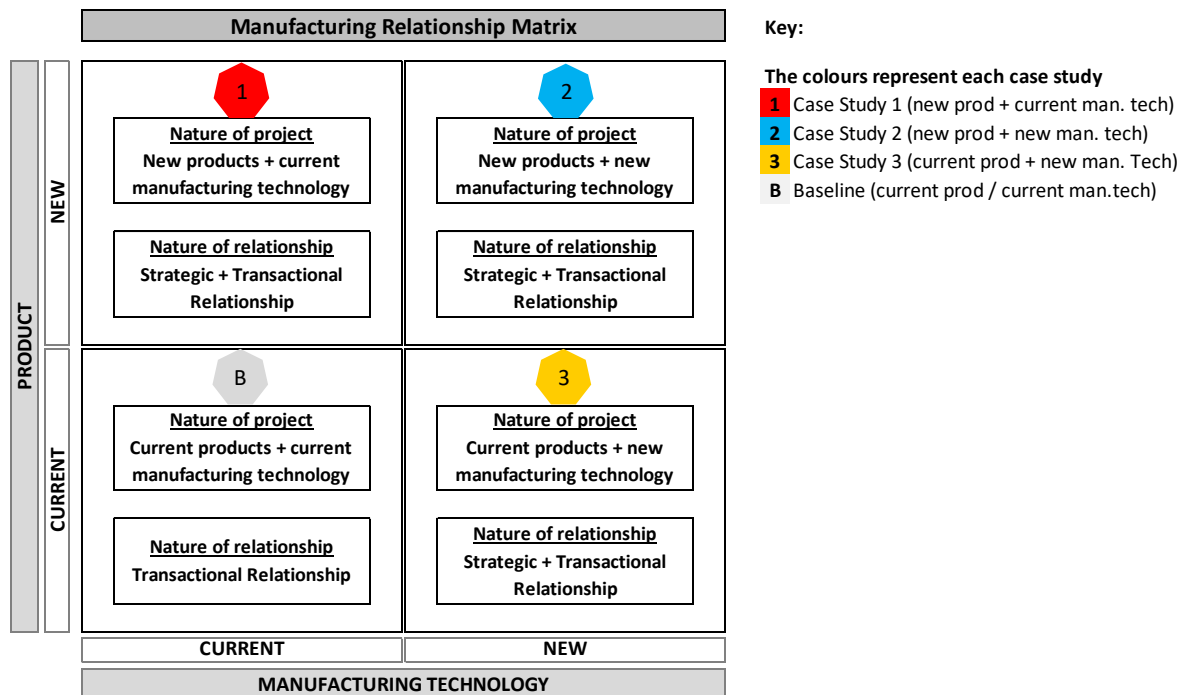 Manufacturing Relationship Matrix
Key:
The colours represent each case study
1 Case Study 1 (new prod + current man. tech)
2 Case Study 2 (new prod + new man. tech)
3 Case Study 3 (current prod + new man. Tech)
B Baseline (current prod / current man.tech)
PRODUCT
NEW
1
Nature of project
New products + current
manufacturing technology
Nature of relationship
Strategic + Transactional
Relationship
2
Nature of project
New products + new
manufacturing technology
Nature of relationship
Strategic + Transactional
Relationship
CURRENT
B
Nature of project
Current products + current
manufacturing technology
Nature of relationship
Transactional Relationship
3
Nature of project
Current products + new
manufacturing technology
Nature of relationship
Strategic + Transactional
Relationship
CURRENT
NEW
MANUFACTURING TECHNOLOGY